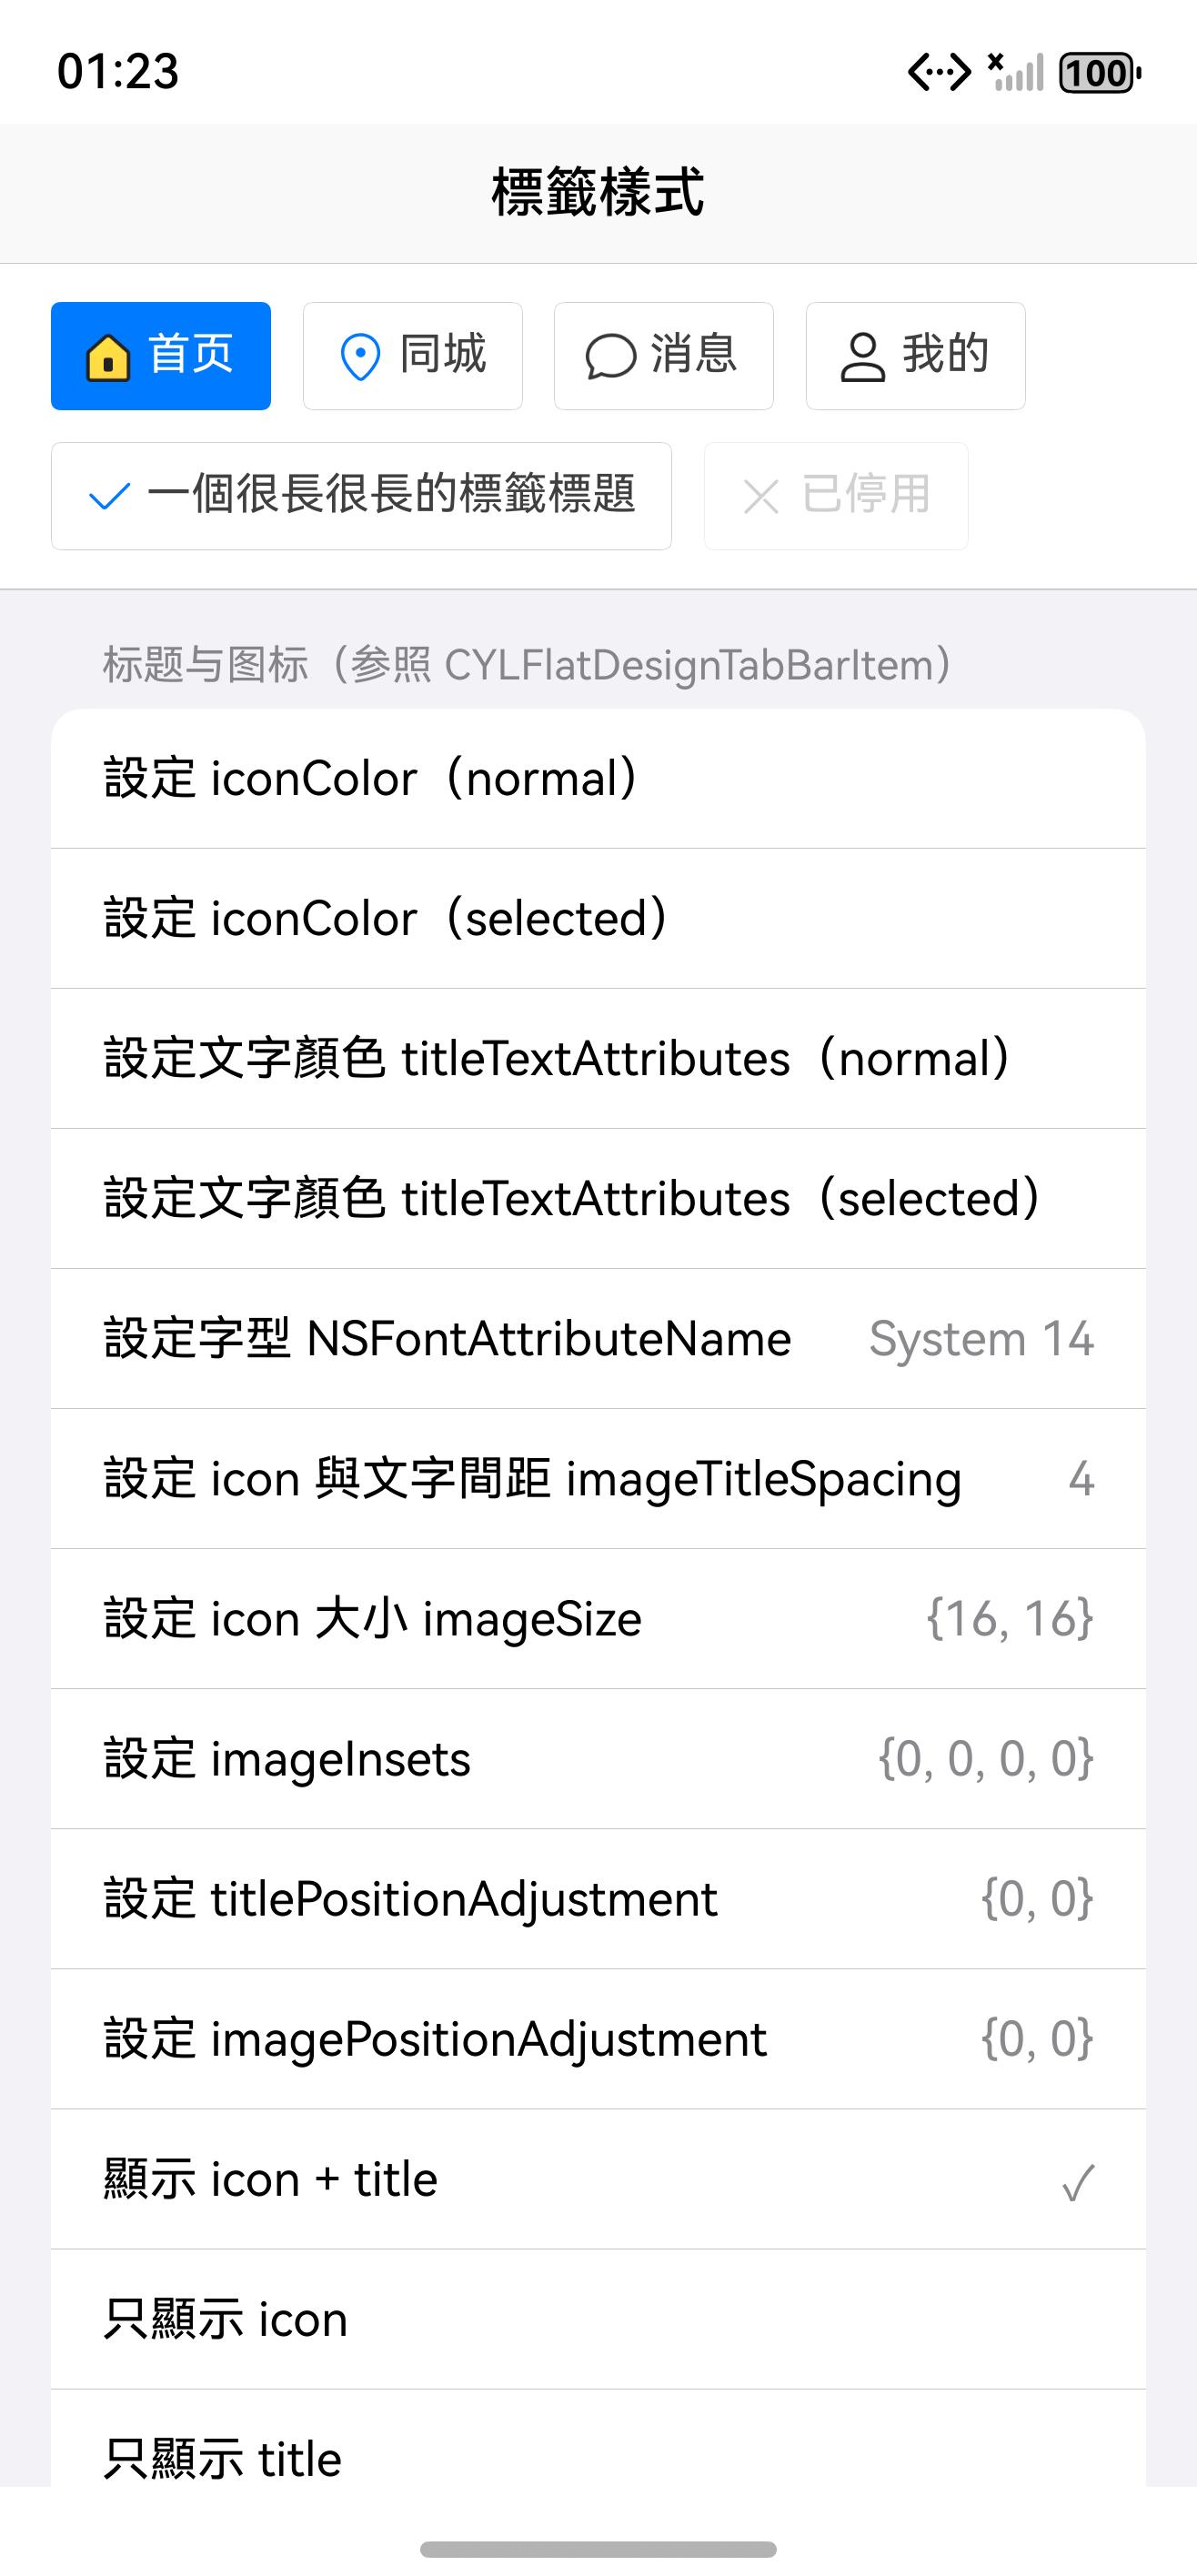 01:23
100
標籤樣式
首页
同城
消息
我的
一個很長很長的標籤標題
已停用
标题与图标（参照 CYLFlatDesignTabBarItem）
設定 iconColor（normal）
設定 iconColor（selected）
設定文字顏色 titleTextAttributes（normal）
設定文字顏色 titleTextAttributes（selected）
設定字型 NSFontAttributeName System 14
設定 icon 與文字間距 imageTitleSpacing 4
設定 icon 大小 imageSize {16, 16}
設定 imageInsets {0, 0, 0, 0}
設定 titlePositionAdjustment {0, 0}
設定 imagePositionAdjustment {0, 0}
顯示 icon + title ✓
只顯示 icon
只顯示 title